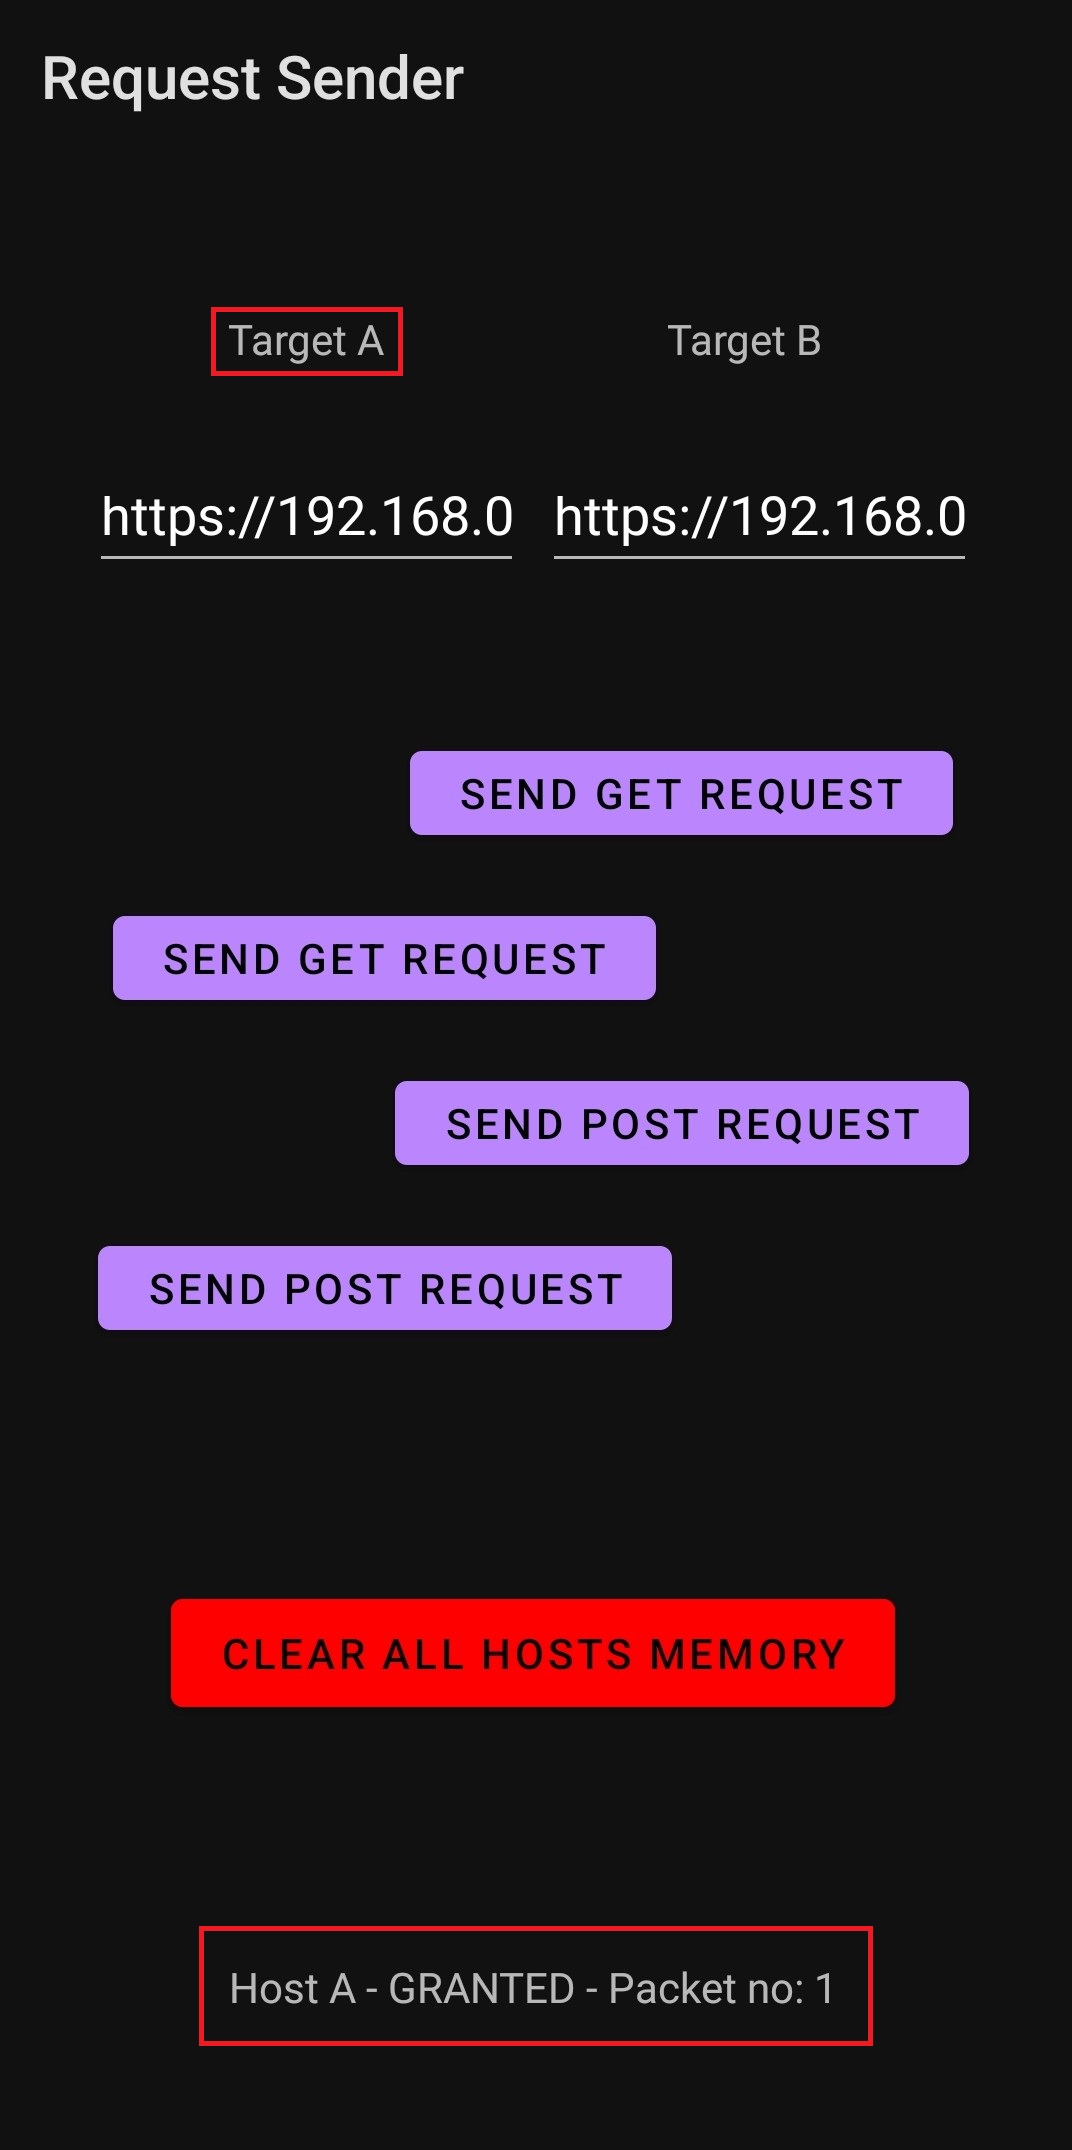 Request Sender
Target A Target B
https://192.168.0 https://192.168.0
SEND GET REQUEST
SEND GET REQUEST
SEND POST REQUEST
SEND POST REQUEST
CLEAR ALL HOSTS MEMORY
Host A - GRANTED - Packet no: 1